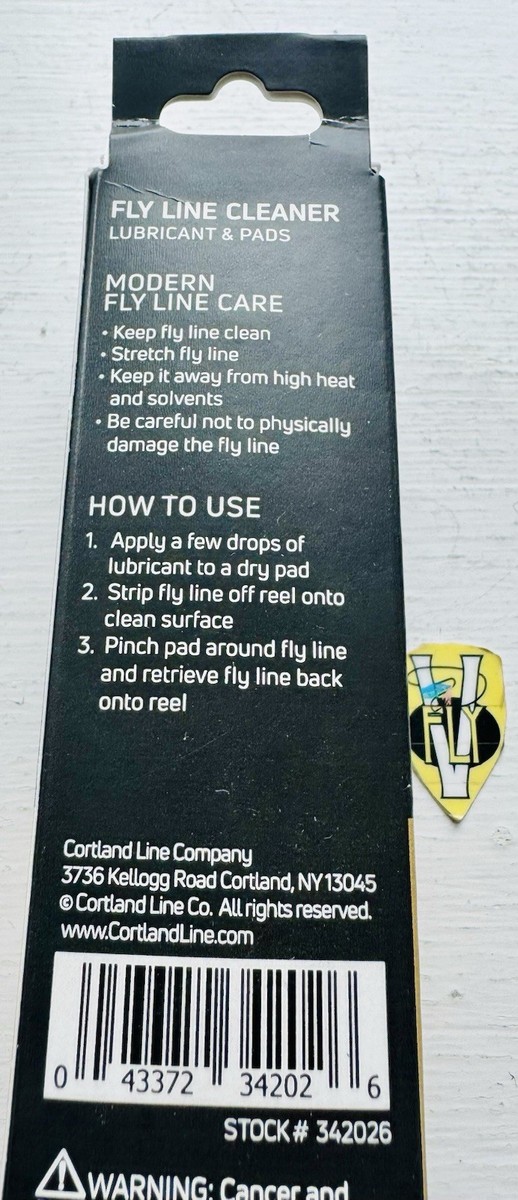 FLY LINE CLEANER
LUBRICANT & PADS
MODERN
FLY LINE CARE
• Keep fly line clean
• Stretch fly line
• Keep it away from high heat
and solvents
• Be careful not to physically
damage the fly line
HOW TO USE
1. Apply a few drops of
lubricant to a dry pad
2. Strip fly line off reel onto
clean surface
3. Pinch pad around fly line
and retrieve fly line back
onto reel
Cortland Line Company
3736 Kellogg Road Cortland, NY 13045
© Cortland Line Co. All rights reserved.
www.CortlandLine.com
0 43372 34202 6
STOCK# 342026
WARNING: Cancer and
V
FLY